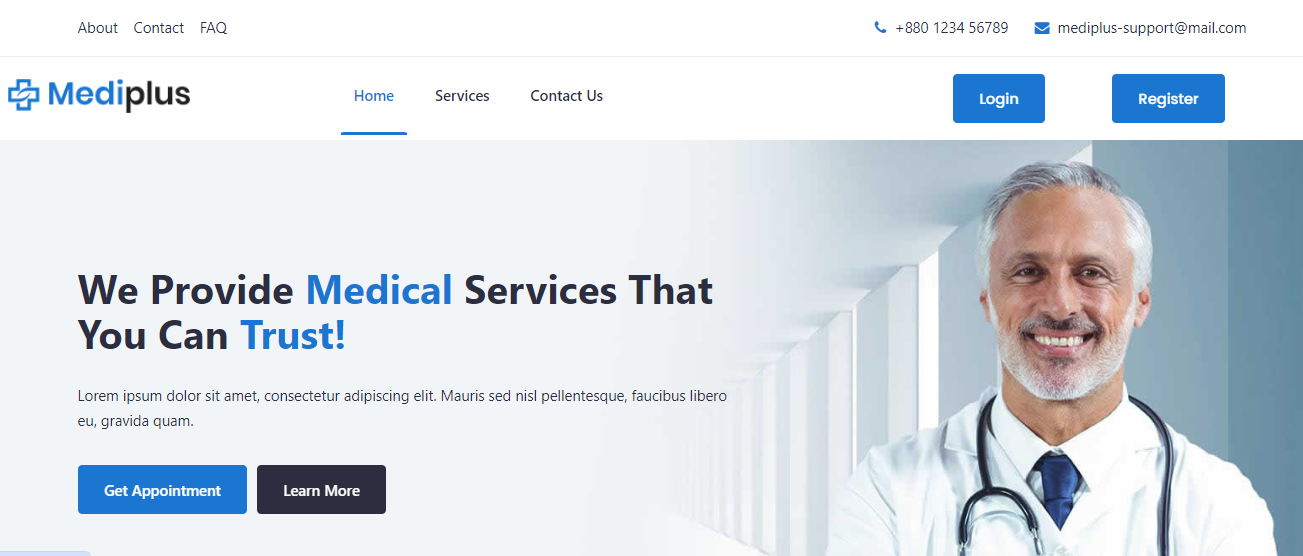 About Contact FAQ
+880 1234 56789 mediplus-support@mail.com
Mediplus
Home Services Contact Us
Login Register
We Provide Medical Services That
You Can Trust!
Lorem ipsum dolor sit amet, consectetur adipiscing elit. Mauris sed nisl pellentesque, faucibus libero
eu, gravida quam.
Get Appointment Learn More